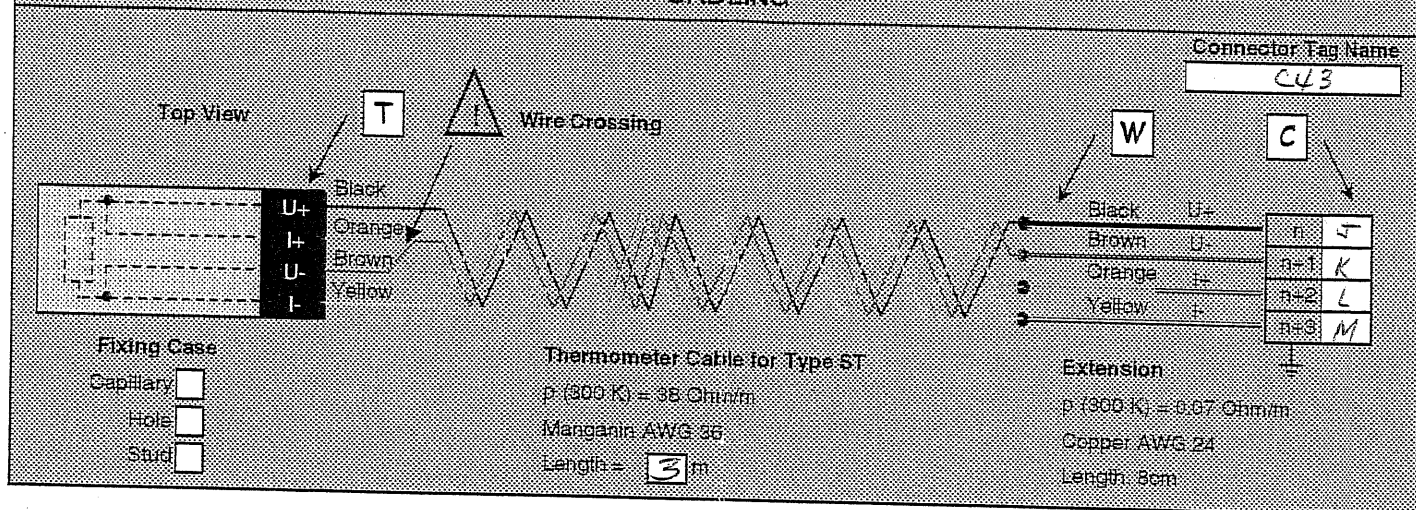 Connector Tag Name
C43
Top View
T
!
Wire Crossing
W
C
Black
U+
Orange
I+
Brown
U-
Yellow
I-
Black U+
n J
Brown U-
n+1 K
Orange I+
n+2 L
Yellow I-
n+3 M
Fixing Case
Capillary
Hole
Stud
Thermometer Cable for Type ST
ρ (300 K) = 38 Ohm/m
Manganin AWG 36
Length = 3 m
Extension
ρ (300 K) = 0.07 Ohm/m
Copper AWG 24
Length: 8cm